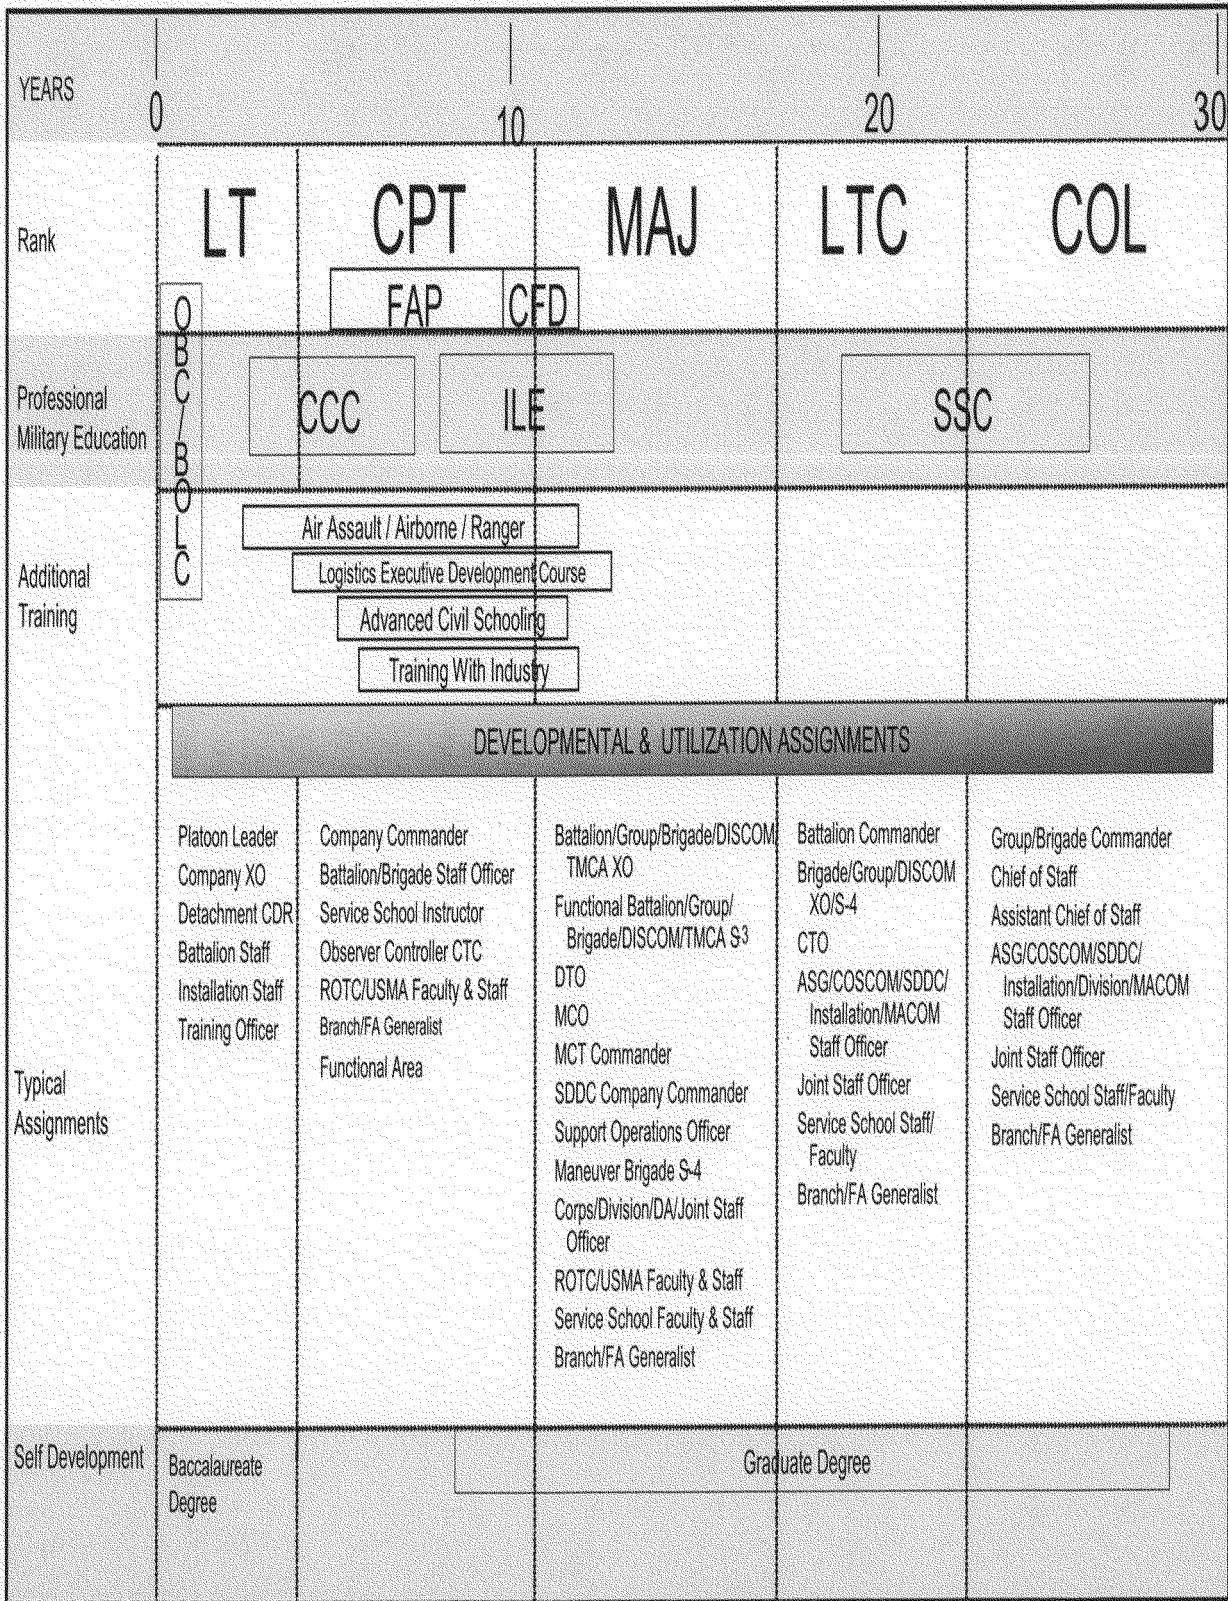 YEARS
0
10
20
30
Rank
LT
CPT
MAJ
LTC
COL
FAP
CFD
OBC/BOLC
Professional
Military Education
CCC
ILE
SSC
Additional
Training
Air Assault / Airborne / Ranger
Logistics Executive Development Course
Advanced Civil Schooling
Training With Industry
DEVELOPMENTAL & UTILIZATION ASSIGNMENTS
Typical
Assignments
Platoon Leader
Company XO
Detachment CDR
Battalion Staff
Installation Staff
Training Officer
Company Commander
Battalion/Brigade Staff Officer
Service School Instructor
Observer Controller CTC
ROTC/USMA Faculty & Staff
Branch/FA Generalist
Functional Area
Battalion/Group/Brigade/DISCOM
TMCA XO
Functional Battalion/Group/
Brigade/DISCOM/TMCA S-3
DTO
MCO
MCT Commander
SDDC Company Commander
Support Operations Officer
Maneuver Brigade S-4
Corps/Division/DA/Joint Staff
Officer
ROTC/USMA Faculty & Staff
Service School Faculty & Staff
Branch/FA Generalist
Battalion Commander
Brigade/Group/DISCOM
XO/S-4
CTO
ASG/COSCOM/SDDC/
Installation/MACOM
Staff Officer
Joint Staff Officer
Service School Staff/
Faculty
Branch/FA Generalist
Group/Brigade Commander
Chief of Staff
Assistant Chief of Staff
ASG/COSCOM/SDDC/
Installation/Division/MACOM
Staff Officer
Joint Staff Officer
Service School Staff/Faculty
Branch/FA Generalist
Self Development
Baccalaureate
Degree
Graduate Degree